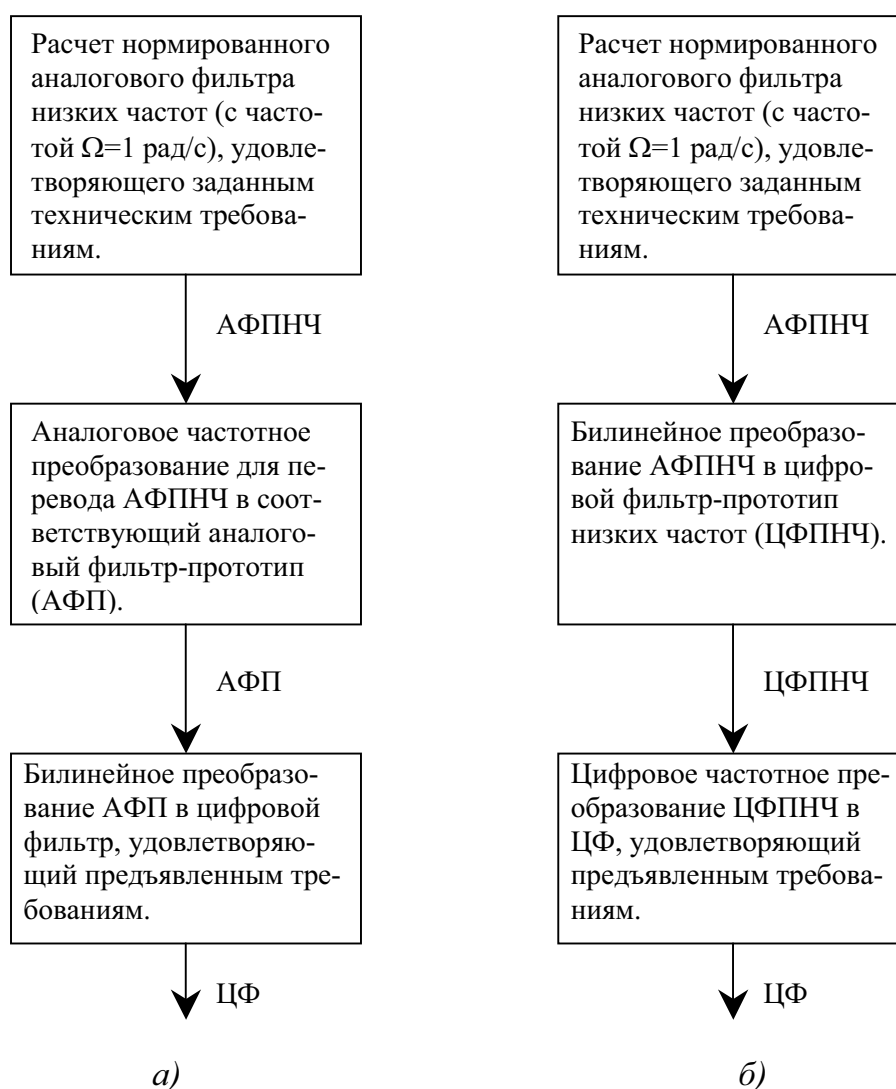 Расчет нормированного
аналогового фильтра
низких частот (с часто-
той Ω=1 рад/с), удовле-
творяющего заданным
техническим требова-
ниям.
АФПНЧ
Аналоговое частотное
преобразование для пе-
ревода АФПНЧ в соот-
ветствующий аналого-
вый фильтр-прототип
(АФП).
АФП
Билинейное преобразо-
вание АФП в цифровой
фильтр, удовлетворяю-
щий предъявленным тре-
бованиям.
ЦФ
а)
Расчет нормированного
аналогового фильтра
низких частот (с часто-
той Ω=1 рад/с), удовле-
творяющего заданным
техническим требова-
ниям.
АФПНЧ
Билинейное преобразо-
вание АФПНЧ в цифро-
вой фильтр-прототип
низких частот (ЦФПНЧ).
ЦФПНЧ
Цифровое частотное пре-
образование ЦФПНЧ в
ЦФ, удовлетворяющий
предъявленным требова-
ниям.
ЦФ
б)